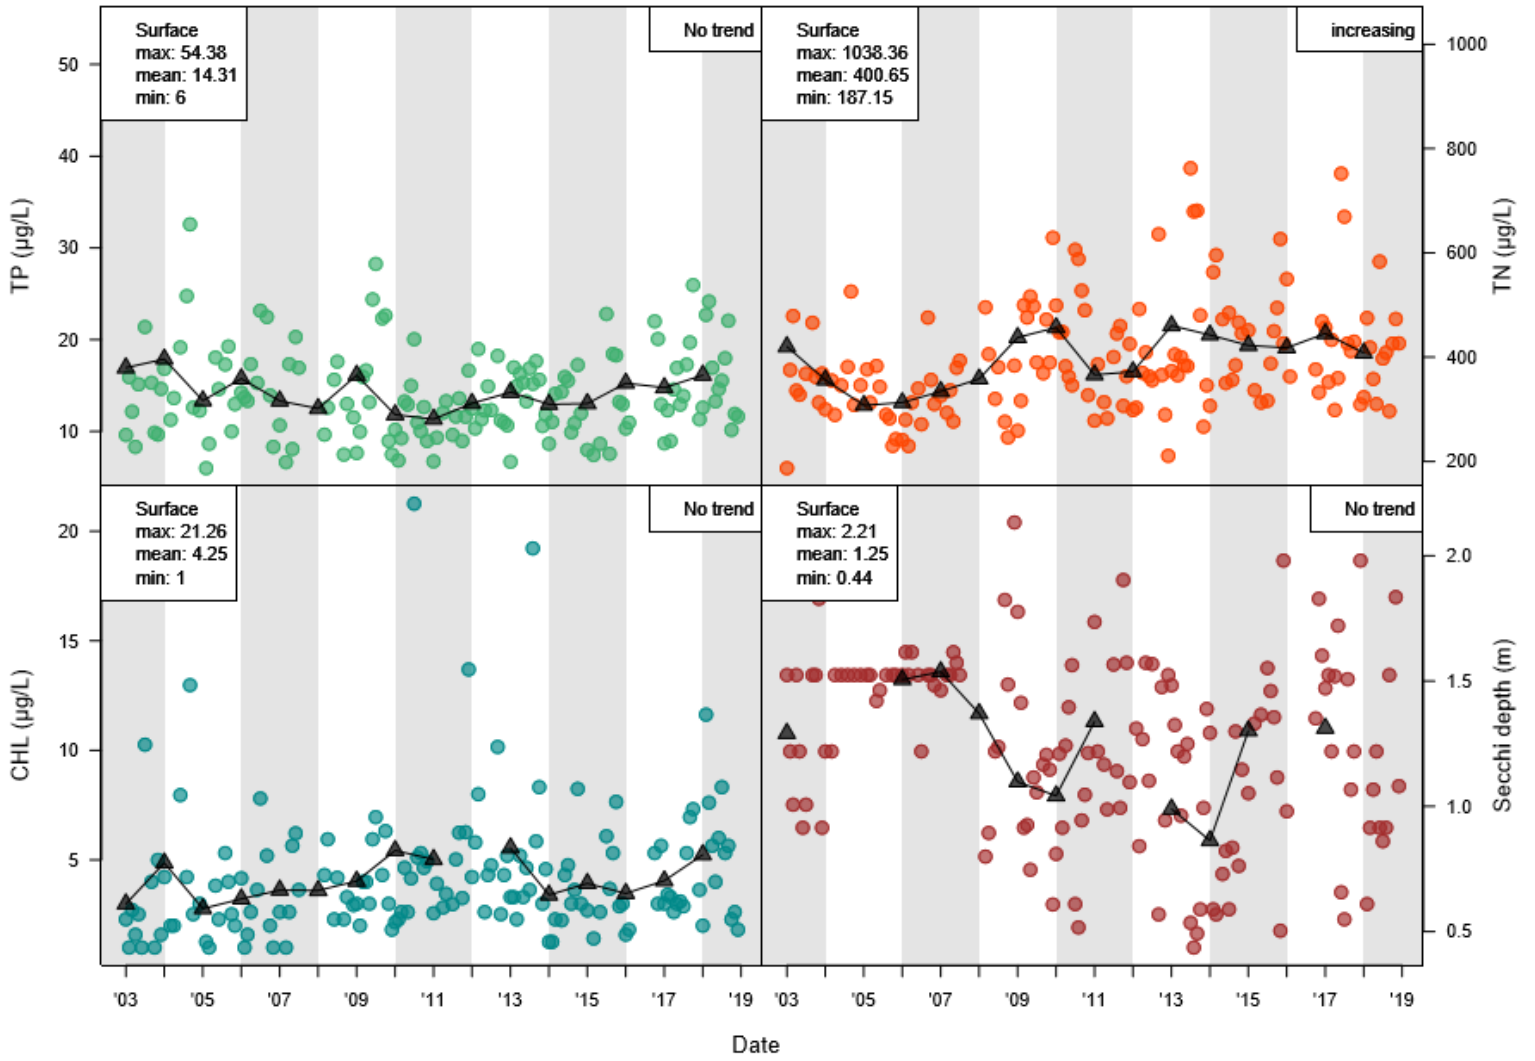 Surface
max: 54.38
mean: 14.31
min: 6
No trend
Surface
max: 1038.36
mean: 400.65
min: 187.15
increasing
50
40
30
20
10
TP (µg/L)
1000
800
600
400
200
TN (µg/L)
Surface
max: 21.26
mean: 4.25
min: 1
No trend
Surface
max: 2.21
mean: 1.25
min: 0.44
No trend
20
15
10
5
CHL (µg/L)
2.0
1.5
1.0
0.5
Secchi depth (m)
'03 '05 '07 '09 '11 '13 '15 '17 '19
'03 '05 '07 '09 '11 '13 '15 '17 '19
Date